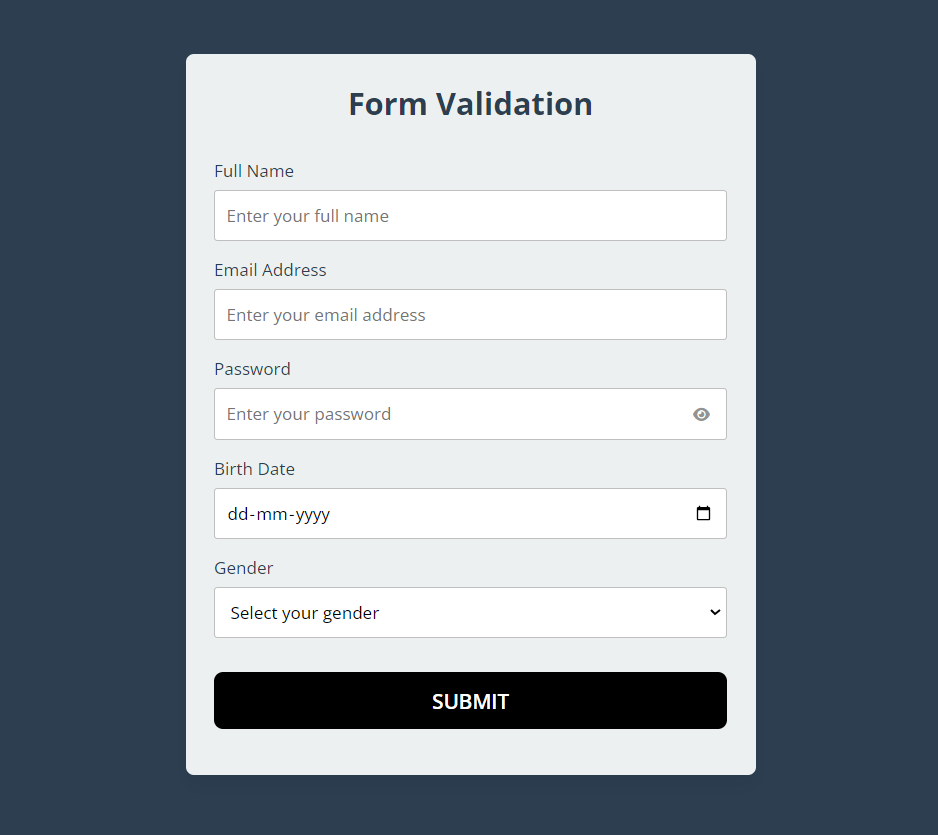 Form Validation
Full Name
Enter your full name
Email Address
Enter your email address
Password
Enter your password
Birth Date
dd-mm-yyyy
Gender
Select your gender
SUBMIT